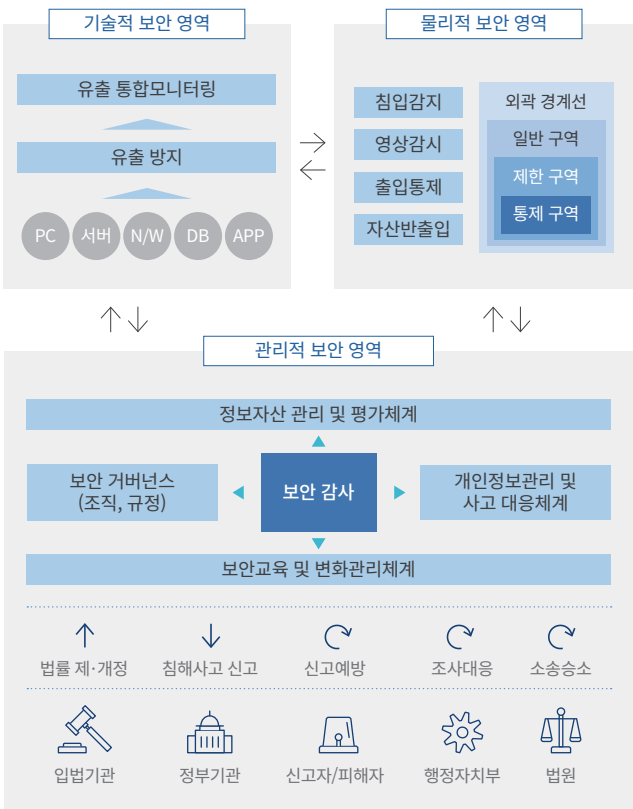 기술적 보안 영역
유출 통합모니터링
유출 방지
PC
서버
N/W
DB
APP
물리적 보안 영역
침입감지
영상감시
출입통제
자산반출입
외곽 경계선
일반 구역
제한 구역
통제 구역
관리적 보안 영역
정보자산 관리 및 평가체계
보안 거버넌스
(조직, 규정)
보안 감사
개인정보관리 및
사고 대응체계
보안교육 및 변화관리체계
법률 제·개정
침해사고 신고
신고예방
조사대응
소송승소
입법기관
정부기관
신고자/피해자
행정자치부
법원